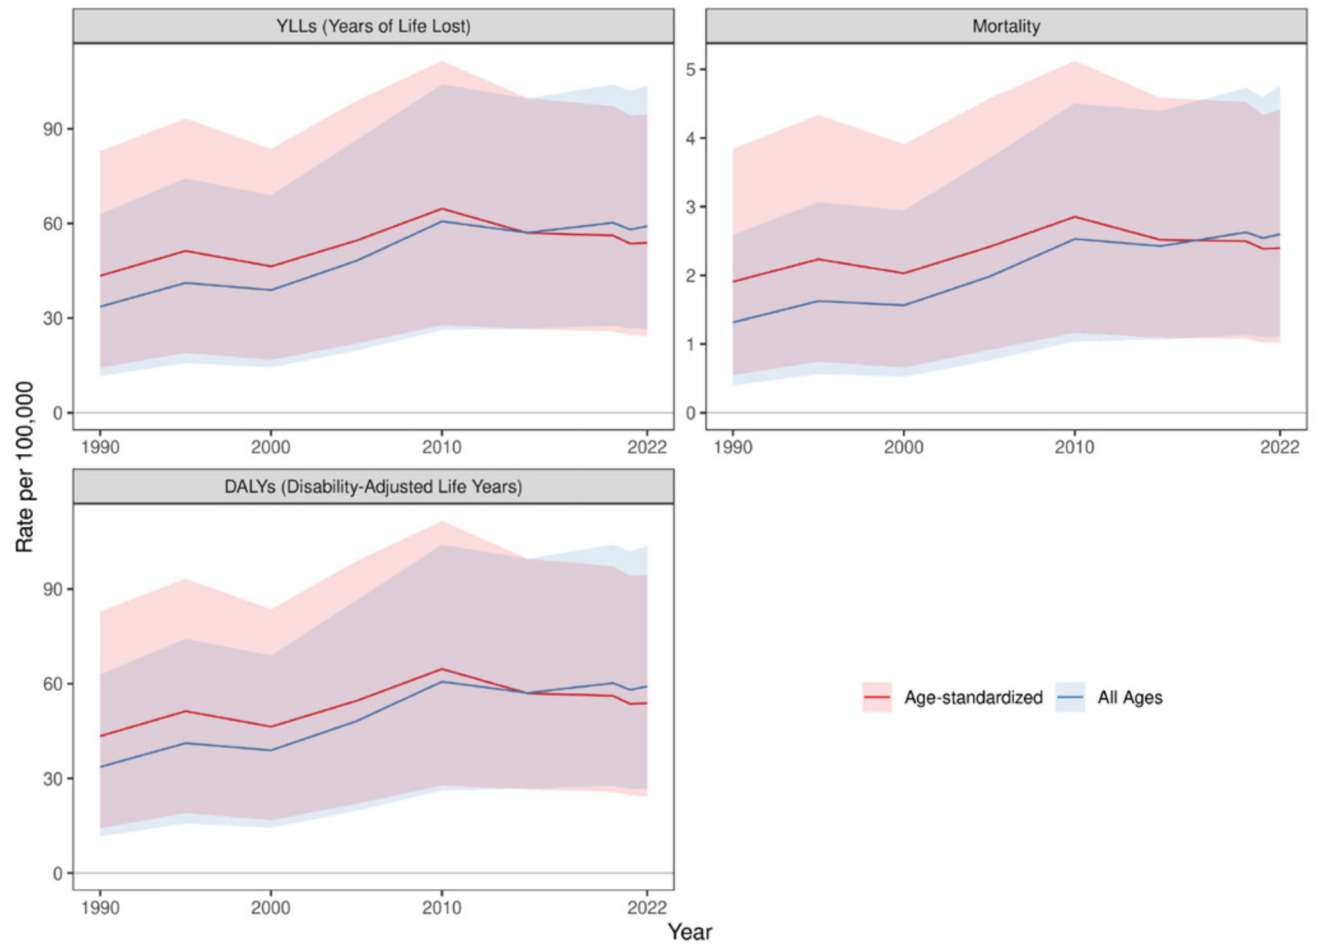 YLLs (Years of Life Lost)
90
60
30
0
1990 2000 2010 2022
Mortality
5
4
3
2
1
0
1990 2000 2010 2022
DALYs (Disability-Adjusted Life Years)
90
60
30
0
1990 2000 2010 2022
Rate per 100,000
Year
Age-standardized All Ages